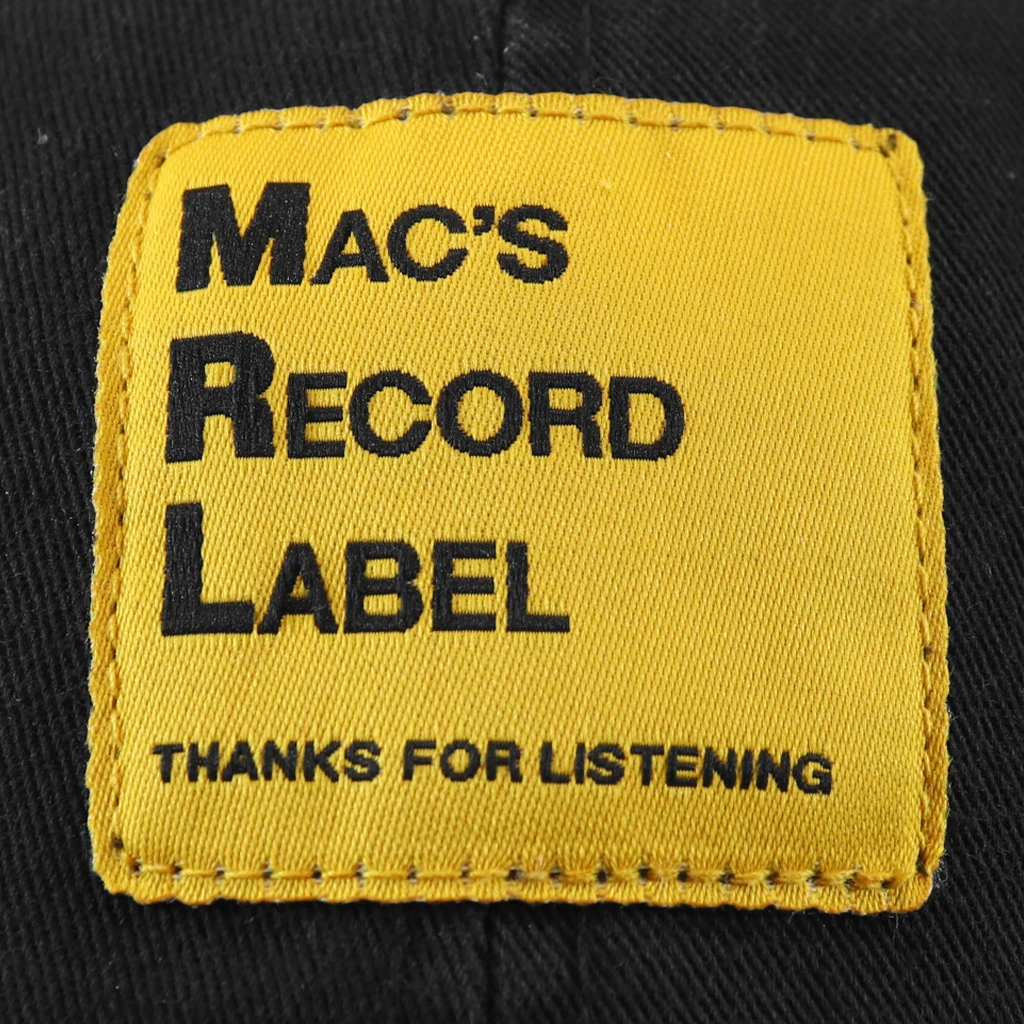 MAC'S
RECORD
LABEL
THANKS FOR LISTENING